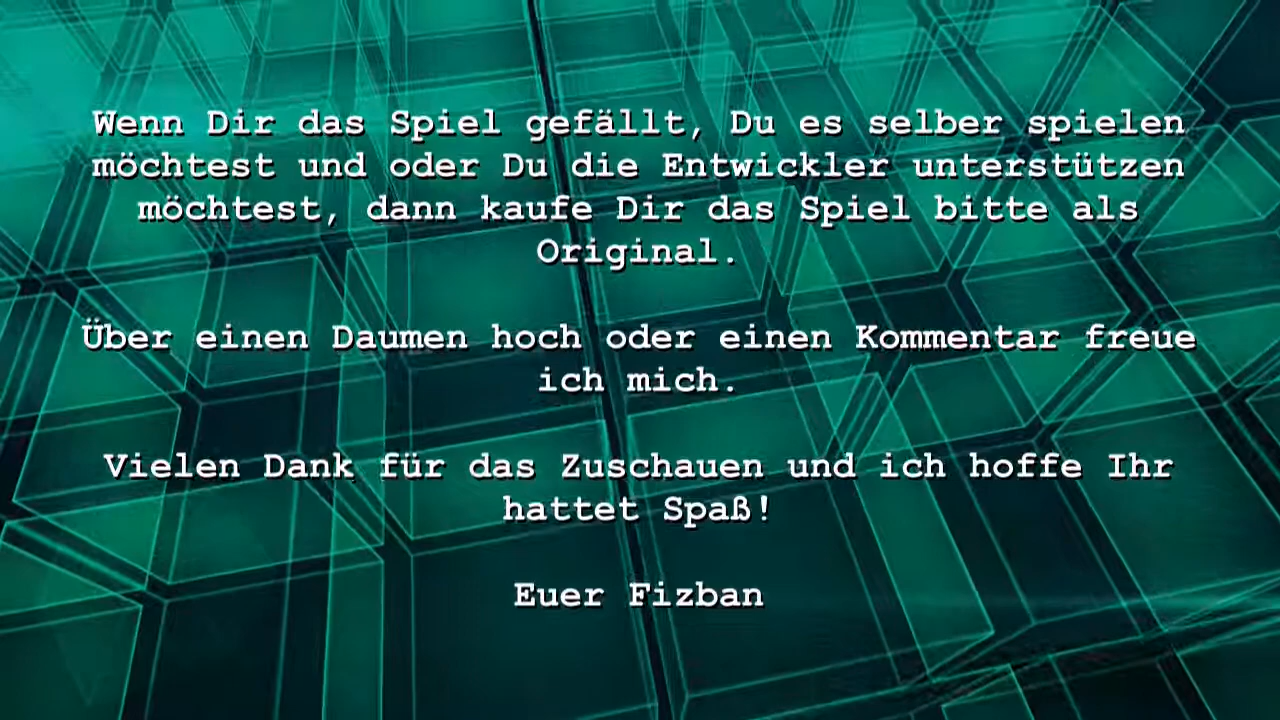 Wenn Dir das Spiel gefällt, Du es selber spielen
möchtest und oder Du die Entwickler unterstützen
möchtest, dann kaufe Dir das Spiel bitte als
Original.
Über einen Daumen hoch oder einen Kommentar freue
ich mich.
Vielen Dank für das Zuschauen und ich hoffe Ihr
hattet Spaß!
Euer Fizban